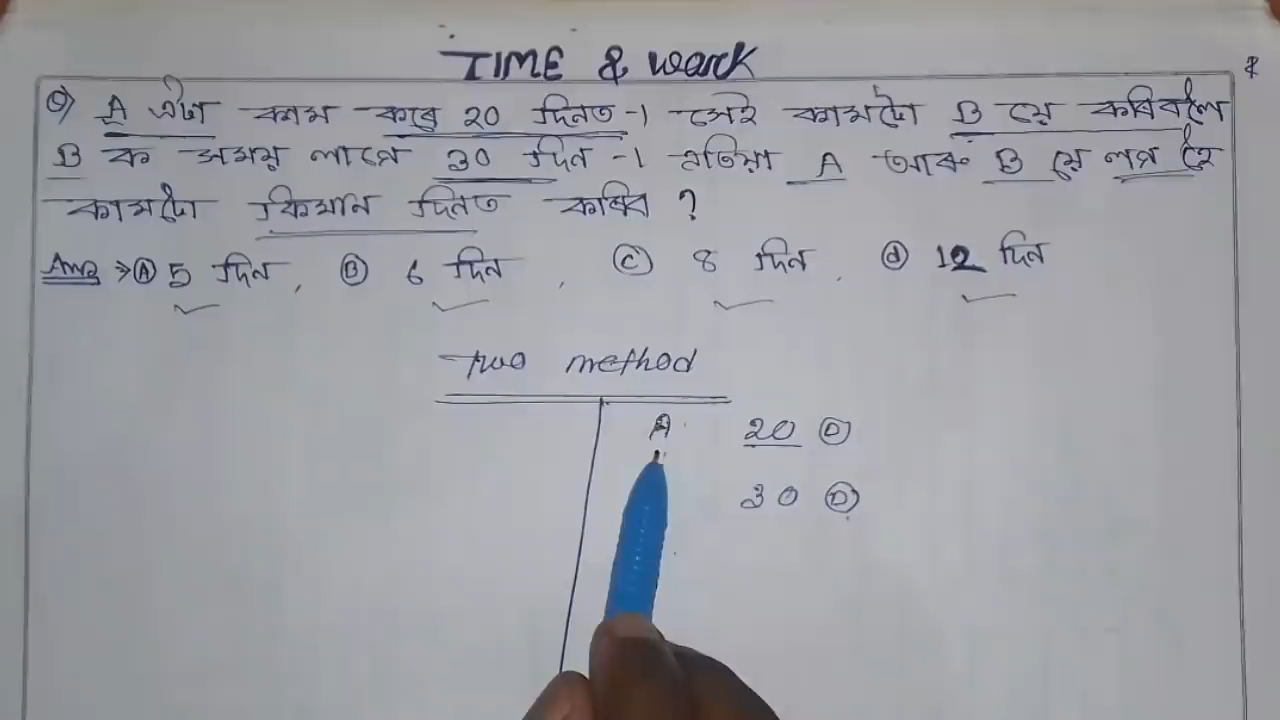 TIME & Warck
Q) A এটা কাম কৰে 20 দিনত । সেই কামটো B য়ে কৰিবলৈ
B ক সময় লাগে 30 দিন । এতিয়া A আৰু B য়ে লগ হৈ
কামটো কিমান দিনত কৰিব ?
Ans → Ⓐ 5 দিন , Ⓑ 6 দিন , Ⓒ 8 দিন , ⓓ 12 দিন
Two method
A 20 Ⓓ
30 Ⓓ